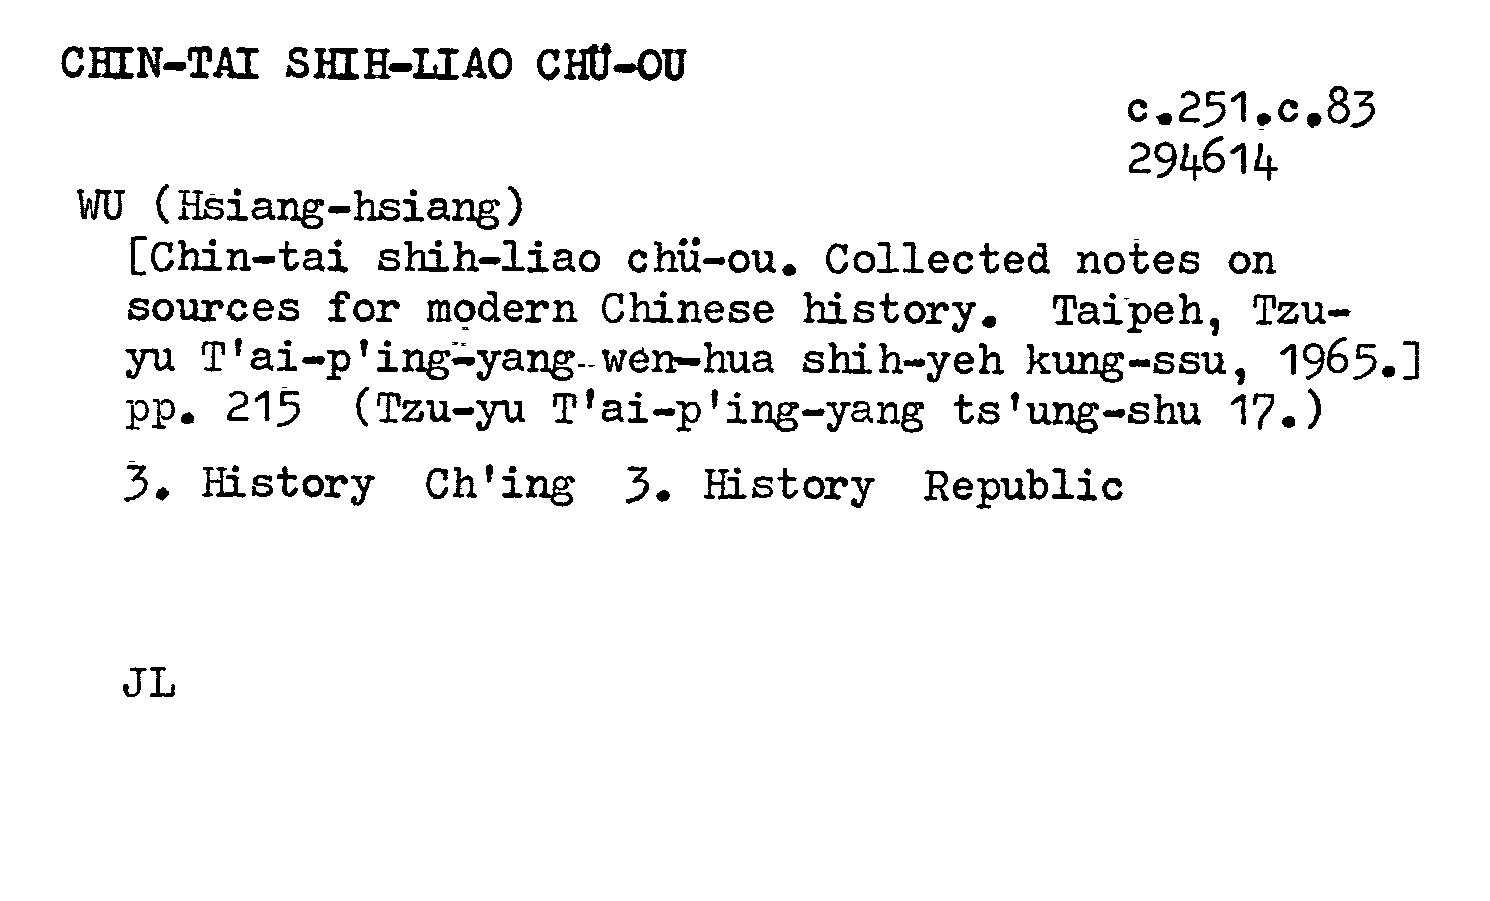 CHIN-TAI SHIH-LIAO CHÜ-OU
c.251.c.83
294614
WU (Hsiang-hsiang)
[Chin-tai shih-liao chü-ou. Collected notes on
sources for modern Chinese history. Taipeh, Tzu-
yu T'ai-p'ing-yang wen-hua shih-yeh kung-ssu, 1965.]
pp. 215 (Tzu-yu T'ai-p'ing-yang ts'ung-shu 17.)
3. History Ch'ing 3. History Republic
JL